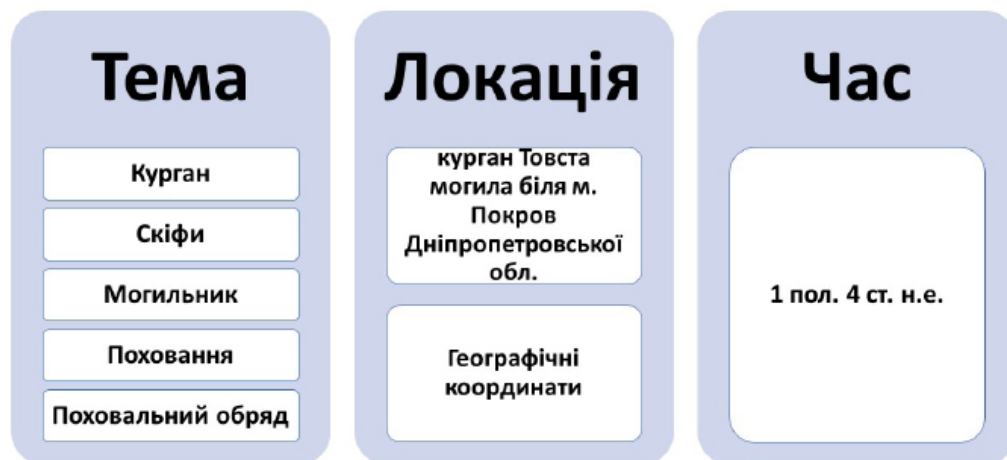 Тема
Курган
Скіфи
Могильник
Поховання
Поховальний обряд
Локація
курган Товста
могила біля м.
Покров
Дніпропетровської
обл.
Географічні
координати
Час
1 пол. 4 ст. н.е.